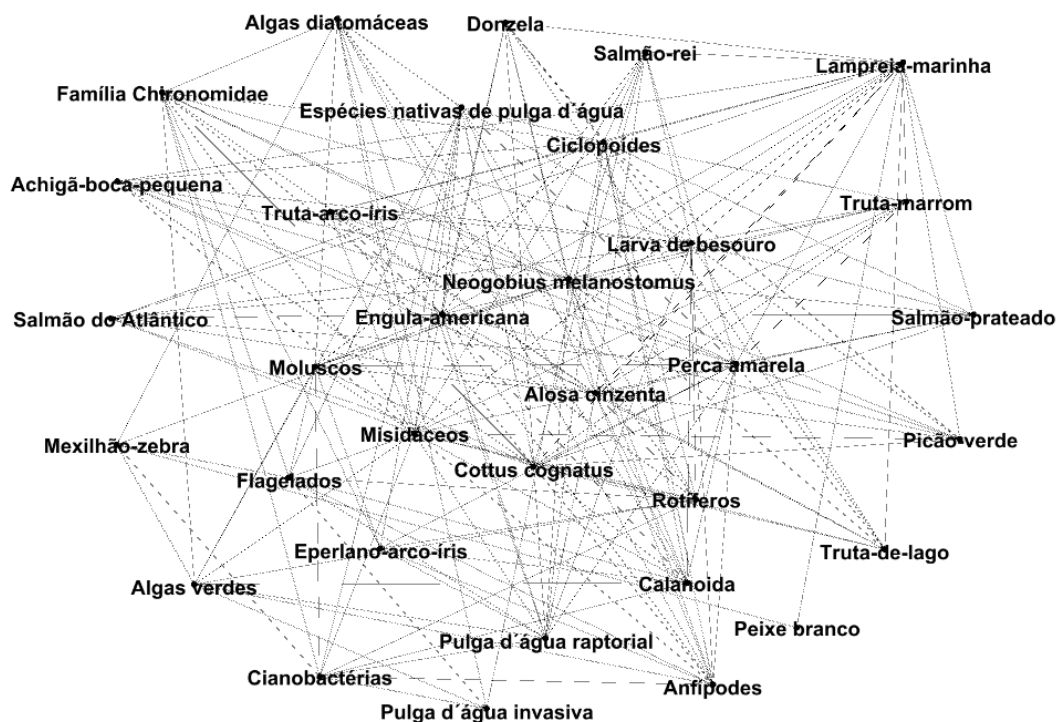 Algas diatomáceas
Donzela
Salmão-rei
Lampreia-marinha
Família Chironomidae
Espécies nativas de pulga d´água
Ciclopoides
Achigã-boca-pequena
Truta-arco-íris
Truta-marrom
Larva de besouro
Neogobius melanostomus
Salmão do Atlântico
Enguia-americana
Salmão-prateado
Moluscos
Perca amarela
Alosa cinzenta
Misidáceos
Picão-verde
Mexilhão-zebra
Cottus cognatus
Flagelados
Rotíferos
Eperlano-arco-íris
Truta-de-lago
Algas verdes
Calanoida
Peixe branco
Pulga d´água raptorial
Cianobactérias
Anfípodes
Pulga d´água invasiva